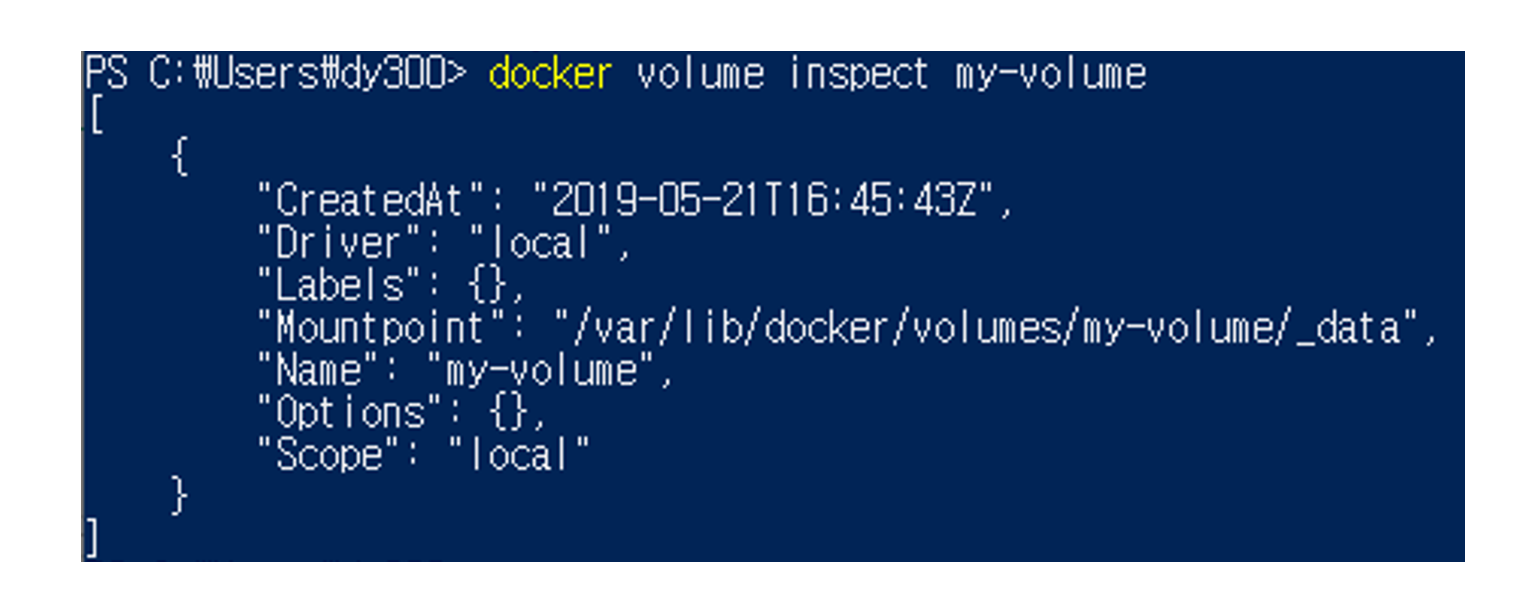 PS C:₩Users₩dy300> docker volume inspect my-volume
[
    {
        "CreatedAt": "2019-05-21T16:45:43Z",
        "Driver": "local",
        "Labels": {},
        "Mountpoint": "/var/lib/docker/volumes/my-volume/_data",
        "Name": "my-volume",
        "Options": {},
        "Scope": "local"
    }
]